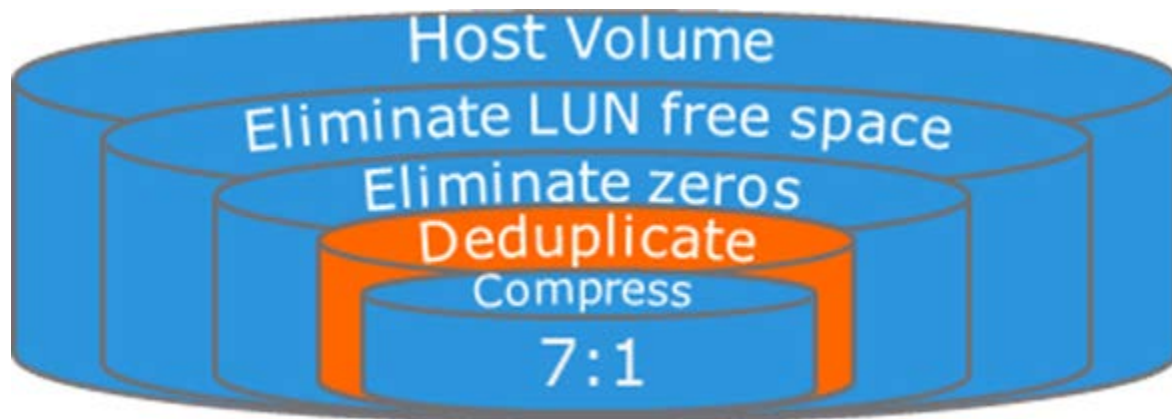 Host Volume
Eliminate LUN free space
Eliminate zeros
Deduplicate
Compress
7:1